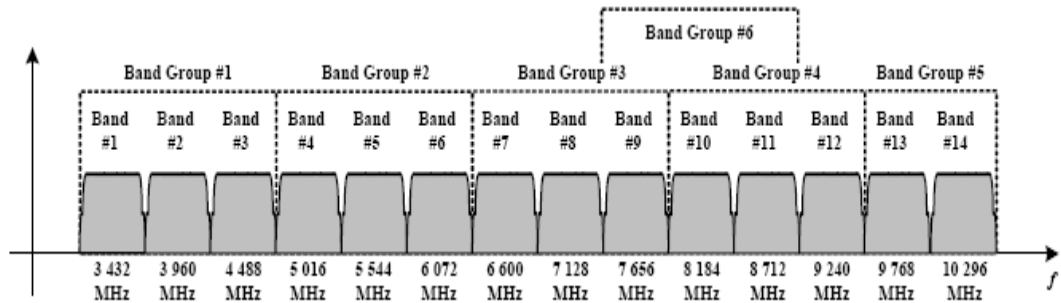 Band Group #6
Band Group #1 Band Group #2 Band Group #3 Band Group #4 Band Group #5
Band Band Band Band Band Band Band Band Band Band Band Band Band Band
#1 #2 #3 #4 #5 #6 #7 #8 #9 #10 #11 #12 #13 #14
3 432 3 960 4 488 5 016 5 544 6 072 6 600 7 128 7 656 8 184 8 712 9 240 9 768 10 296
MHz MHz MHz MHz MHz MHz MHz MHz MHz MHz MHz MHz MHz MHz f